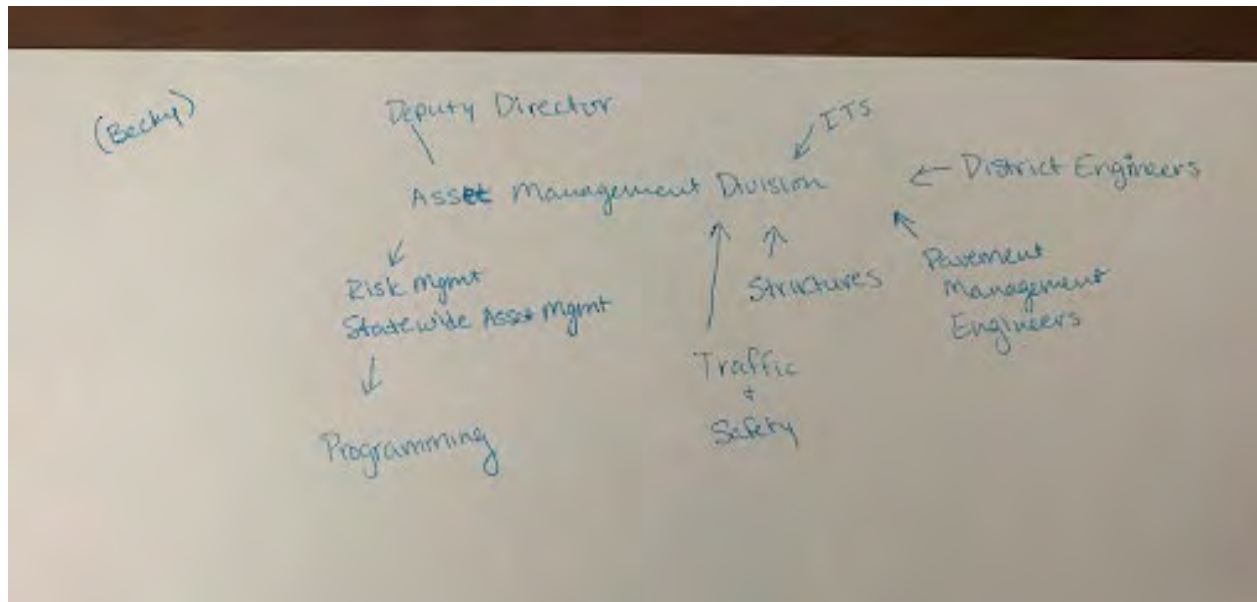 (Becky)
Deputy Director
ITS
Asset Management Division
District Engineers
Risk Mgmt
Statewide Asset Mgmt
Programming
Structures
Traffic
+
Safety
Pavement
Management
Engineers